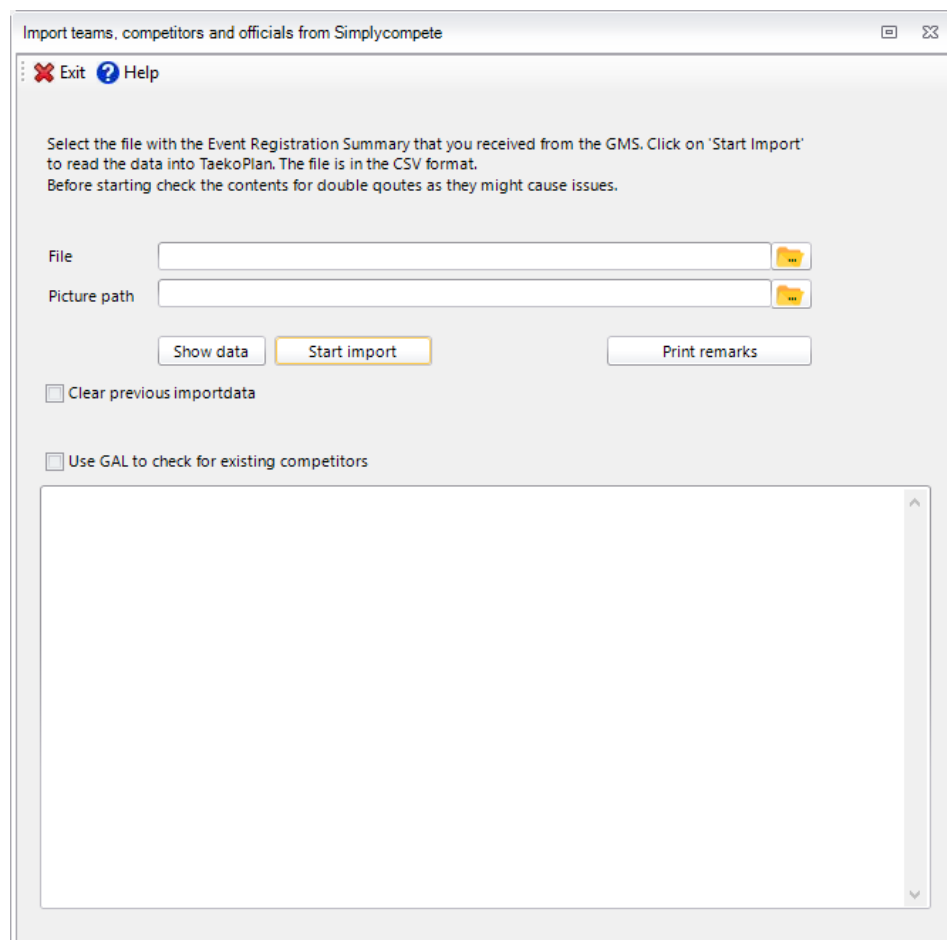 Import teams, competitors and officials from Simplycompete
Exit Help
Select the file with the Event Registration Summary that you received from the GMS. Click on 'Start Import'
to read the data into TaekoPlan. The file is in the CSV format.
Before starting check the contents for double qoutes as they might cause issues.
File
Picture path
Show data Start import Print remarks
Clear previous importdata
Use GAL to check for existing competitors